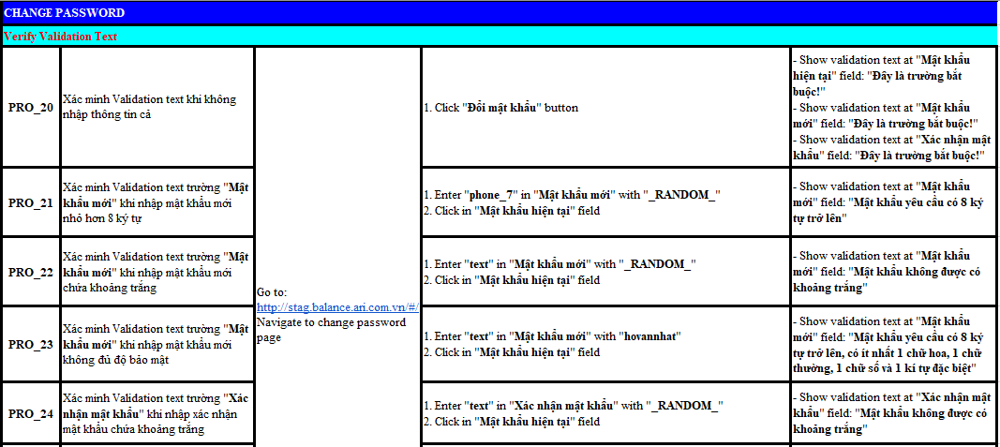 CHANGE PASSWORD
Verify Validation Text
PRO_20
Xác minh Validation text khi không
nhập thông tin cả
1. Click "Đổi mật khẩu" button
- Show validation text at "Mật khẩu
hiện tại" field: "Đây là trường bắt
buộc!"
- Show validation text at "Mật khẩu
mới" field: "Đây là trường bắt buộc!"
- Show validation text at "Xác nhận mật
khẩu" field: "Đây là trường bắt buộc!"
PRO_21
Xác minh Validation text trường "Mật
khẩu mới" khi nhập mật khẩu mới
nhỏ hơn 8 ký tự
1. Enter "phone_7" in "Mật khẩu mới" with "_RANDOM_"
2. Click in "Mật khẩu hiện tại" field
- Show validation text at "Mật khẩu
mới" field: "Mật khẩu yêu cầu có 8 ký
tự trở lên"
PRO_22
Xác minh Validation text trường "Mật
khẩu mới" khi nhập mật khẩu mới
chứa khoảng trắng
1. Enter "text" in "Mật khẩu mới" with "_RANDOM_"
2. Click in "Mật khẩu hiện tại" field
- Show validation text at "Mật khẩu
mới" field: "Mật khẩu không được có
khoảng trắng"
Go to:
http://stag.balance.ari.com.vn/#/
Navigate to change password
page
PRO_23
Xác minh Validation text trường "Mật
khẩu mới" khi nhập mật khẩu mới
không đủ độ bảo mật
1. Enter "text" in "Mật khẩu mới" with "hovannhat"
2. Click in "Mật khẩu hiện tại" field
- Show validation text at "Mật khẩu
mới" field: "Mật khẩu yêu cầu có 8 ký
tự trở lên, có ít nhất 1 chữ hoa, 1 chữ
thường, 1 chữ số và 1 kí tự đặc biệt"
PRO_24
Xác minh Validation text trường "Xác
nhận mật khẩu" khi nhập xác nhận
mật khẩu chứa khoảng trắng
1. Enter "text" in "Xác nhận mật khẩu" with "_RANDOM_"
2. Click in "Mật khẩu hiện tại" field
- Show validation text at "Xác nhận mật
khẩu" field: "Mật khẩu không được có
khoảng trắng"